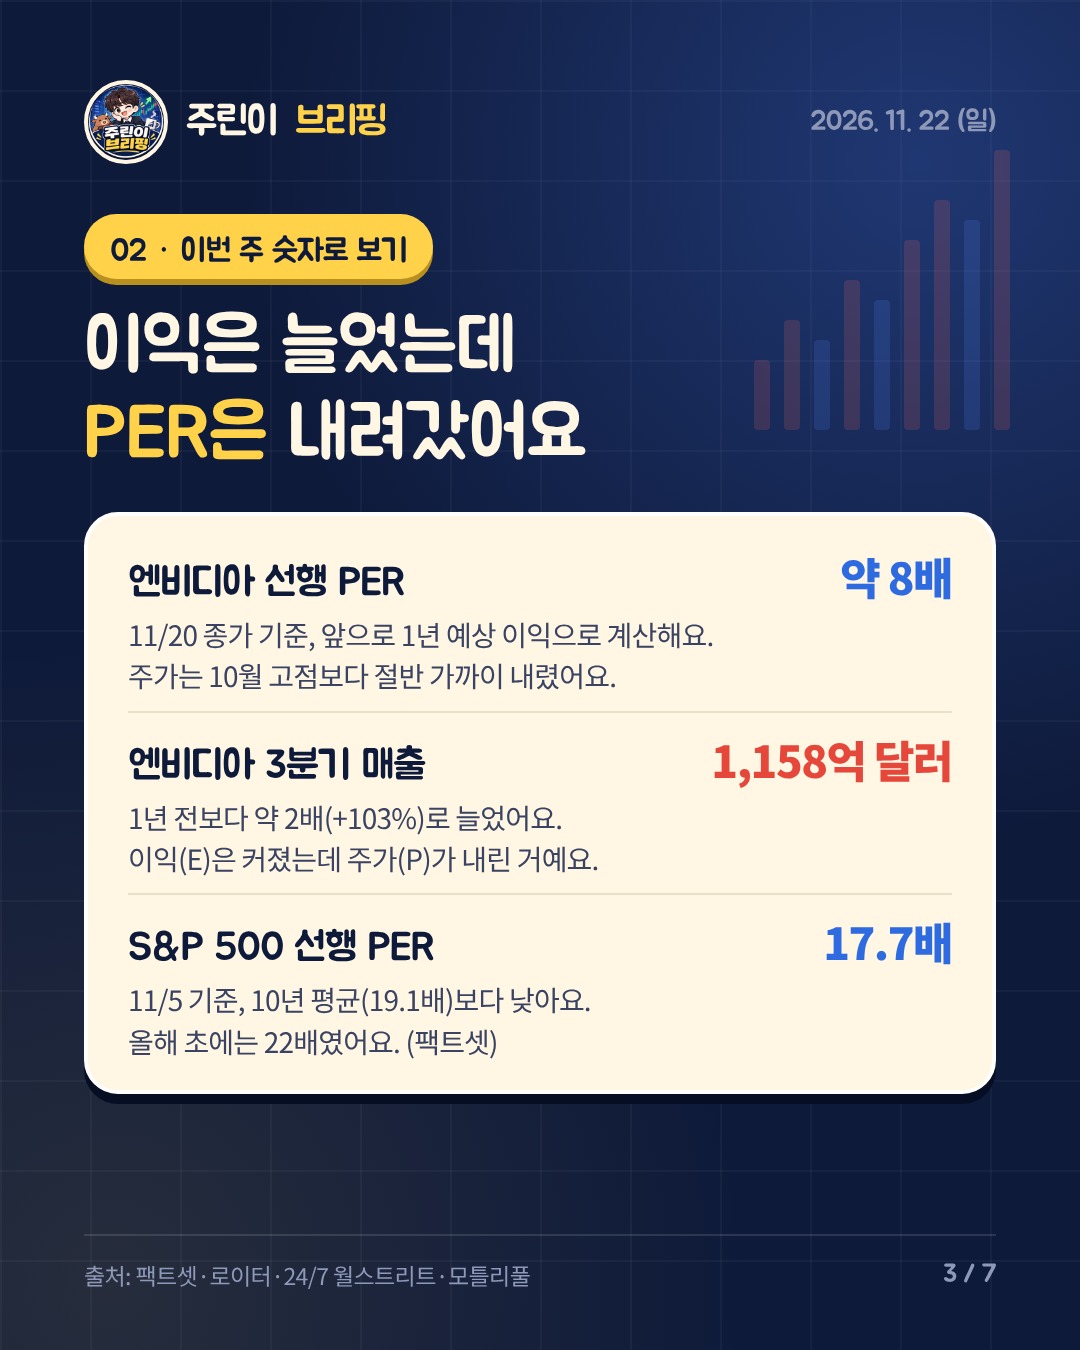 주린이 브리핑
주린이 브리핑
2026. 11. 22 (일)
02 · 이번 주 숫자로 보기
이익은 늘었는데
PER은 내려갔어요
엔비디아 선행 PER
약 8배
11/20 종가 기준, 앞으로 1년 예상 이익으로 계산해요.
주가는 10월 고점보다 절반 가까이 내렸어요.
엔비디아 3분기 매출
1,158억 달러
1년 전보다 약 2배(+103%)로 늘었어요.
이익(E)은 커졌는데 주가(P)가 내린 거예요.
S&P 500 선행 PER
17.7배
11/5 기준, 10년 평균(19.1배)보다 낮아요.
올해 초에는 22배였어요. (팩트셋)
출처: 팩트셋·로이터·24/7 월스트리트·모틀리풀
3 / 7